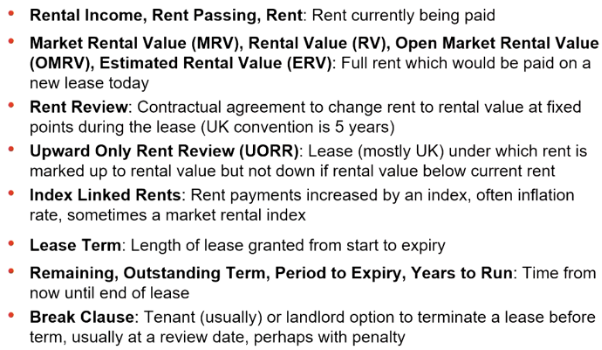 • Rental Income, Rent Passing, Rent: Rent currently being paid
• Market Rental Value (MRV), Rental Value (RV), Open Market Rental Value
(OMRV), Estimated Rental Value (ERV): Full rent which would be paid on a
new lease today
• Rent Review: Contractual agreement to change rent to rental value at fixed
points during the lease (UK convention is 5 years)
• Upward Only Rent Review (UORR): Lease (mostly UK) under which rent is
marked up to rental value but not down if rental value below current rent
• Index Linked Rents: Rent payments increased by an index, often inflation
rate, sometimes a market rental index
• Lease Term: Length of lease granted from start to expiry
• Remaining, Outstanding Term, Period to Expiry, Years to Run: Time from
now until end of lease
• Break Clause: Tenant (usually) or landlord option to terminate a lease before
term, usually at a review date, perhaps with penalty